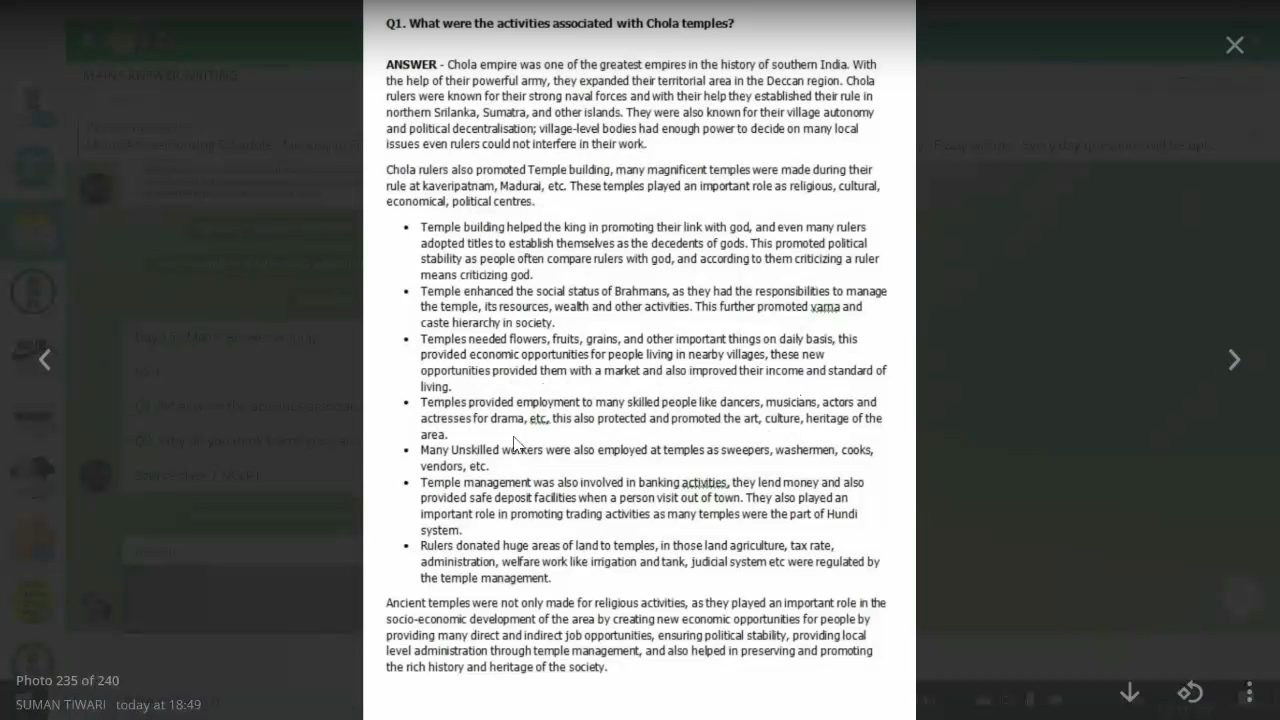 Q1. What were the activities associated with Chola temples?
ANSWER - Chola empire was one of the greatest empires in the history of southern India. With
the help of their powerful army, they expanded their territorial area in the Deccan region. Chola
rulers were known for their strong naval forces and with their help they established their rule in
northern Srilanka, Sumatra, and other islands. They were also known for their village autonomy
and political decentralisation; village-level bodies had enough power to decide on many local
issues even rulers could not interfere in their work.
Chola rulers also promoted Temple building, many magnificent temples were made during their
rule at kaveripatnam, Madurai, etc. These temples played an important role as religious, cultural,
economical, political centres.
• Temple building helped the king in promoting their link with god, and even many rulers
adopted titles to establish themselves as the decedents of gods. This promoted political
stability as people often compare rulers with god, and according to them criticizing a ruler
means criticizing god.
• Temple enhanced the social status of Brahmans, as they had the responsibilities to manage
the temple, its resources, wealth and other activities. This further promoted varna and
caste hierarchy in society.
• Temples needed flowers, fruits, grains, and other important things on daily basis, this
provided economic opportunities for people living in nearby villages, these new
opportunities provided them with a market and also improved their income and standard of
living.
• Temples provided employment to many skilled people like dancers, musicians, actors and
actresses for drama, etc, this also protected and promoted the art, culture, heritage of the
area.
• Many Unskilled workers were also employed at temples as sweepers, washermen, cooks,
vendors, etc.
• Temple management was also involved in banking activities, they lend money and also
provided safe deposit facilities when a person visit out of town. They also played an
important role in promoting trading activities as many temples were the part of Hundi
system.
• Rulers donated huge areas of land to temples, in those land agriculture, tax rate,
administration, welfare work like irrigation and tank, judicial system etc were regulated by
the temple management.
Ancient temples were not only made for religious activities, as they played an important role in the
socio-economic development of the area by creating new economic opportunities for people by
providing many direct and indirect job opportunities, ensuring political stability, providing local
level administration through temple management, and also helped in preserving and promoting
the rich history and heritage of the society.
MAINS ANSWER WRITING
Photo 235 of 240
SUMAN TIWARI today at 18:49